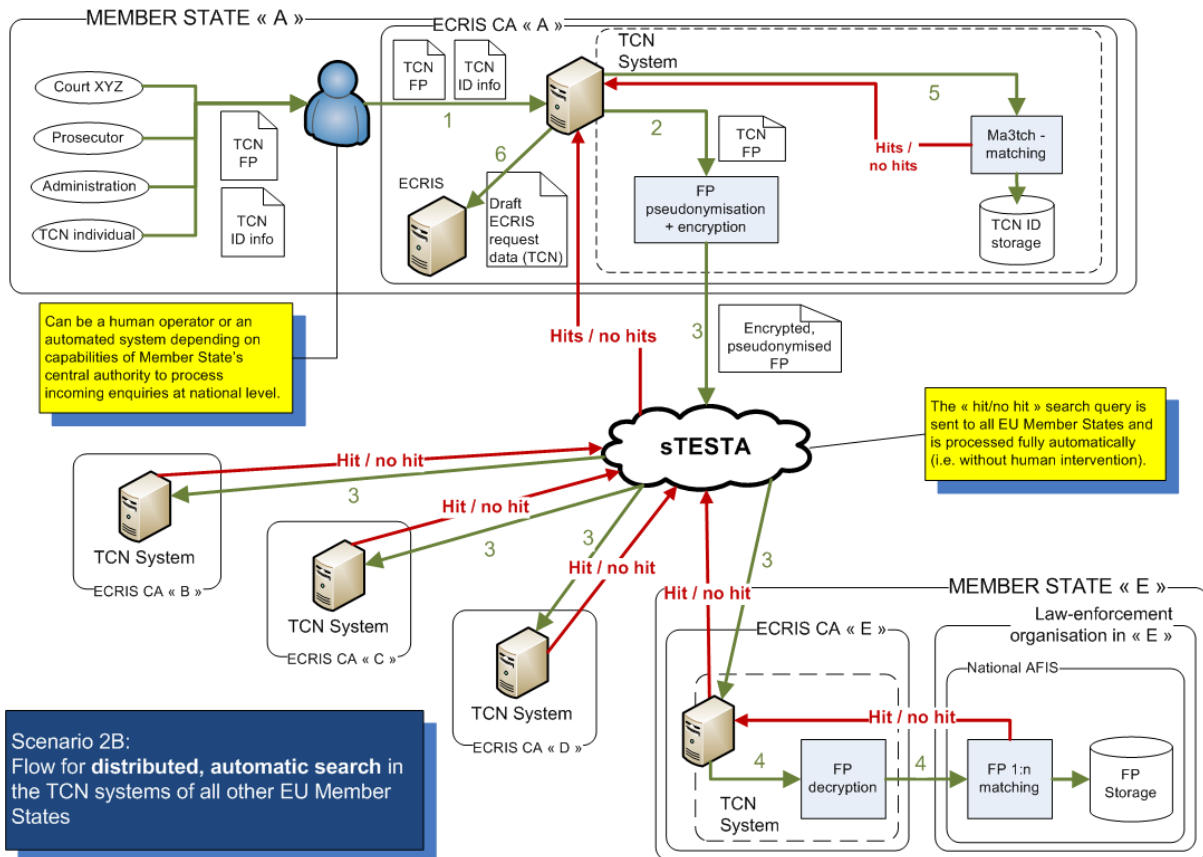 MEMBER STATE « A »
ECRIS CA « A »
TCN
System
Court XYZ
Prosecutor
Administration
TCN individual
TCN
FP
TCN
ID info
TCN
FP
TCN
ID info
1
2
5
6
TCN
FP
Hits /
no hits
Ma3tch -
matching
TCN ID
storage
ECRIS
Draft
ECRIS
request
data (TCN)
FP
pseudonymisation
+ encryption
Can be a human operator or an
automated system depending on
capabilities of Member State's
central authority to process
incoming enquiries at national level.
Hits / no hits
3
Encrypted,
pseudonymised
FP
sTESTA
The « hit/no hit » search query is
sent to all EU Member States and
is processed fully automatically
(i.e. without human intervention).
Hit / no hit
3
TCN System
ECRIS CA « B »
Hit / no hit
3
TCN System
ECRIS CA « C »
3
Hit / no hit
TCN System
ECRIS CA « D »
Hit / no hit
3
MEMBER STATE « E »
ECRIS CA « E »
Law-enforcement
organisation in « E »
National AFIS
Hit / no hit
4
FP
decryption
4
FP 1:n
matching
FP
Storage
TCN
System
Scenario 2B:
Flow for distributed, automatic search in
the TCN systems of all other EU Member
States